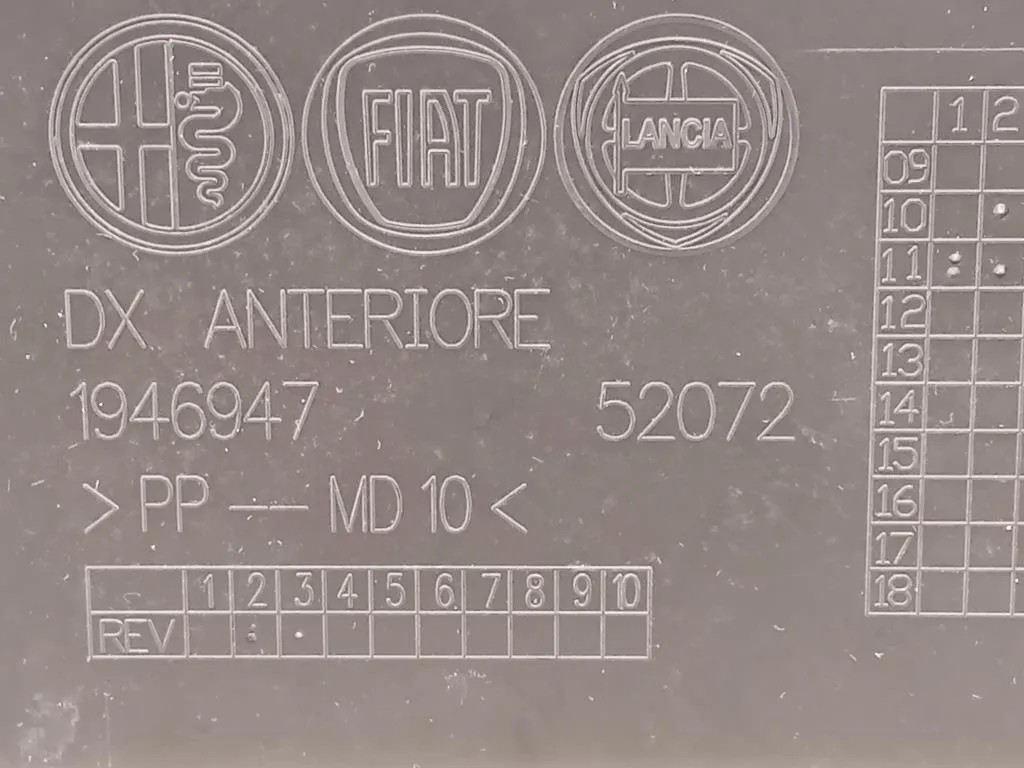 FIAT
LANCIA
DX ANTERIORE
1946947 52072
>PP — MD 10<
1 2 3 4 5 6 7 8 9 10
REV
1 2
09
10
11
12
13
14
15
16
17
18